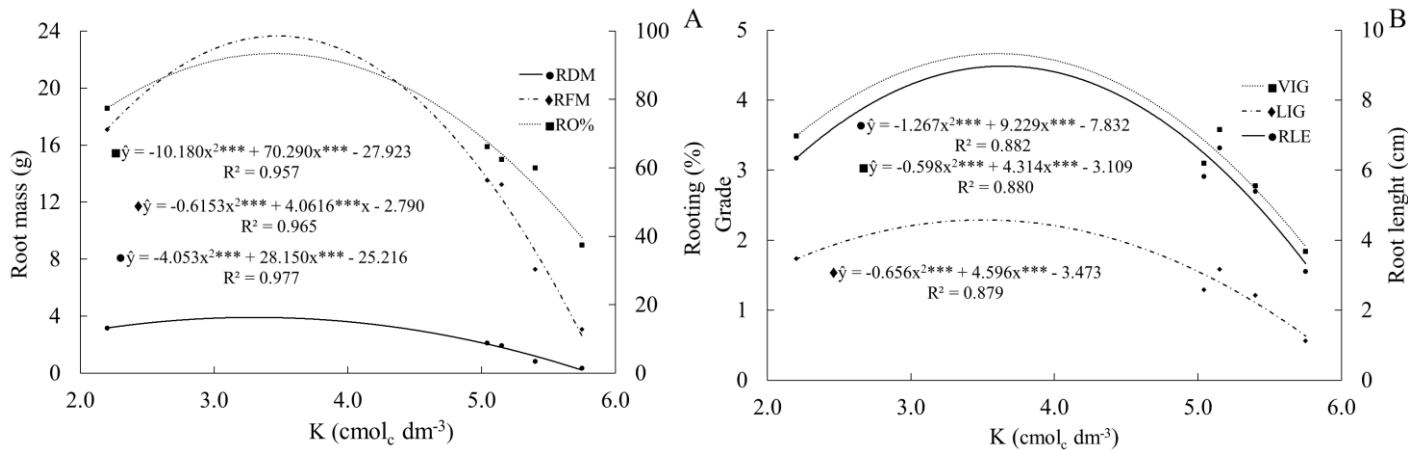 A
24
20
16
12
8
4
0
Root mass (g)
100
80
60
40
20
0
Rooting (%)
RDM
RFM
RO%
ŷ = -10.180x²*** + 70.290x*** - 27.923
R² = 0.957
ŷ = -0.6153x²*** + 4.0616***x - 2.790
R² = 0.965
ŷ = -4.053x²*** + 28.150x*** - 25.216
R² = 0.977
2.0 3.0 4.0 5.0 6.0
K (cmolc dm-3)
B
5
4
3
2
1
0
Grade
10
8
6
4
2
0
Root lenght (cm)
VIG
LIG
RLE
ŷ = -1.267x²*** + 9.229x*** - 7.832
R² = 0.882
ŷ = -0.598x²*** + 4.314x*** - 3.109
R² = 0.880
ŷ = -0.656x²*** + 4.596x*** - 3.473
R² = 0.879
2.0 3.0 4.0 5.0 6.0
K (cmolc dm-3)